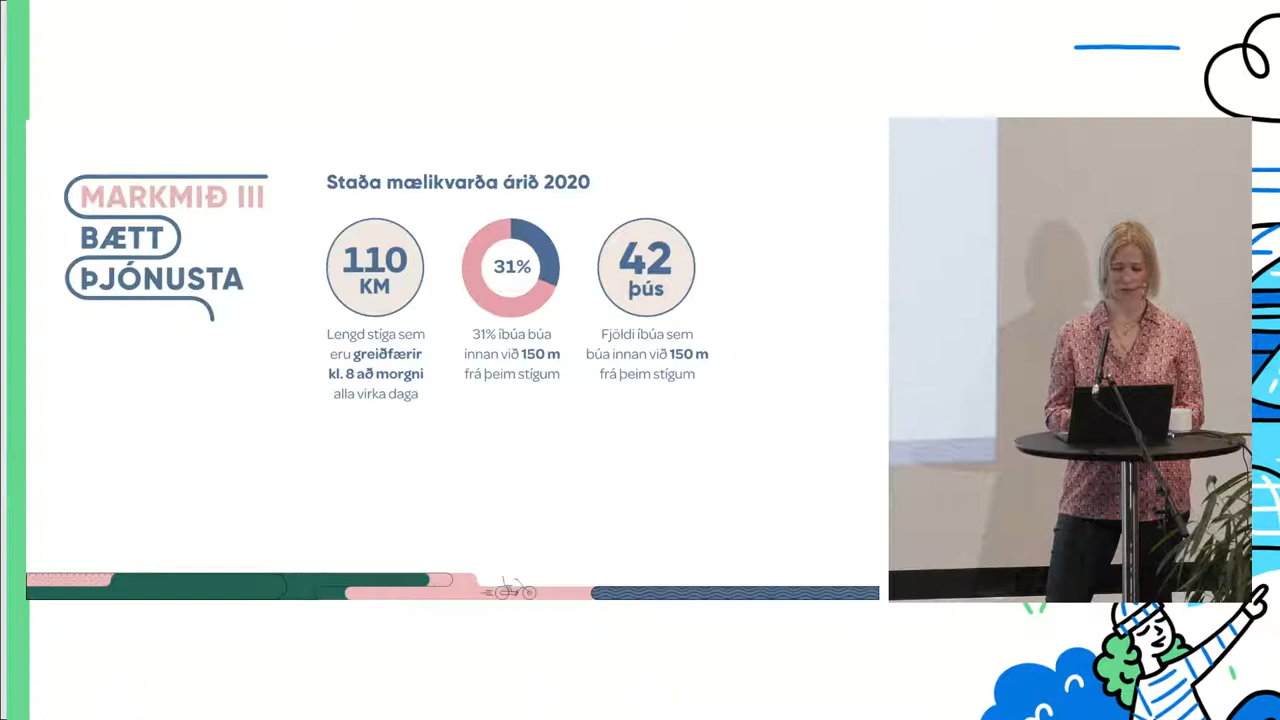 MARKMIÐ III
BÆTT
ÞJÓNUSTA
Staða mælikvarða árið 2020
110
KM
Lengd stíga sem
eru greiðfærir
kl. 8 að morgni
alla virka daga
31%
31% íbúa búa
innan við 150 m
frá þeim stígum
42
þús
Fjöldi íbúa sem
búa innan við 150 m
frá þeim stígum